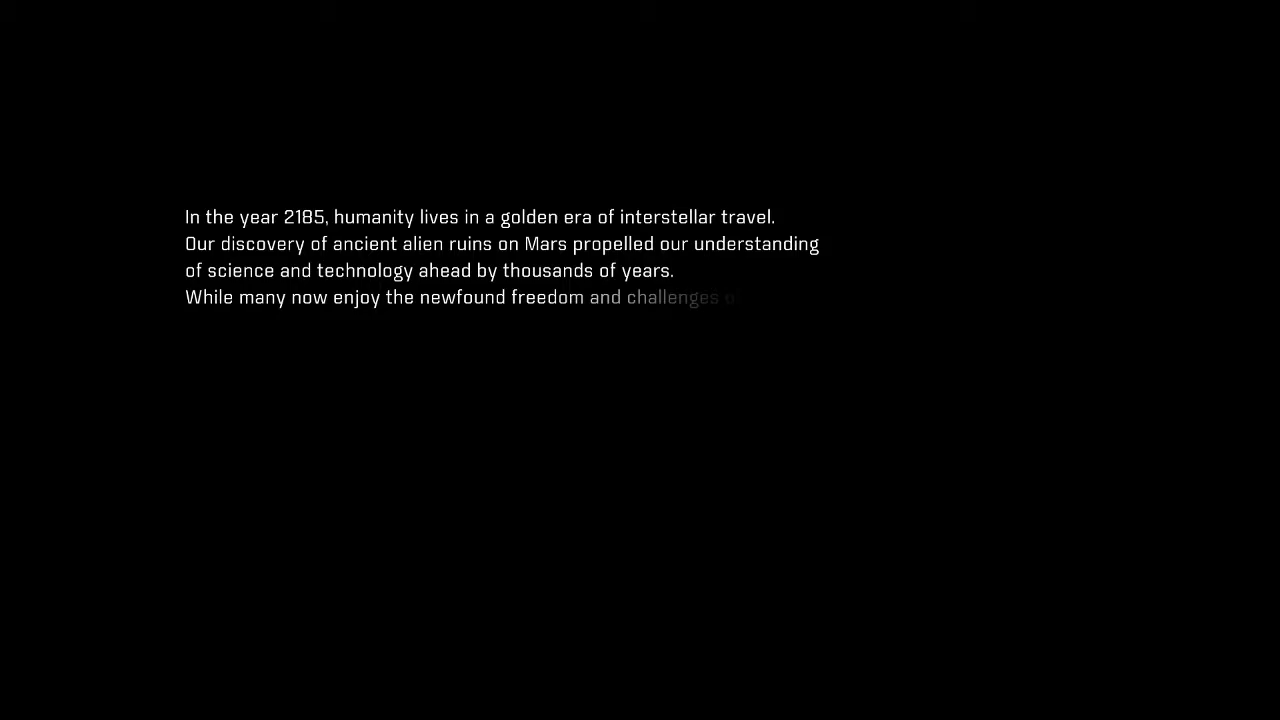 In the year 2185, humanity lives in a golden era of interstellar travel.
Our discovery of ancient alien ruins on Mars propelled our understanding
of science and technology ahead by thousands of years.
While many now enjoy the newfound freedom and challenges